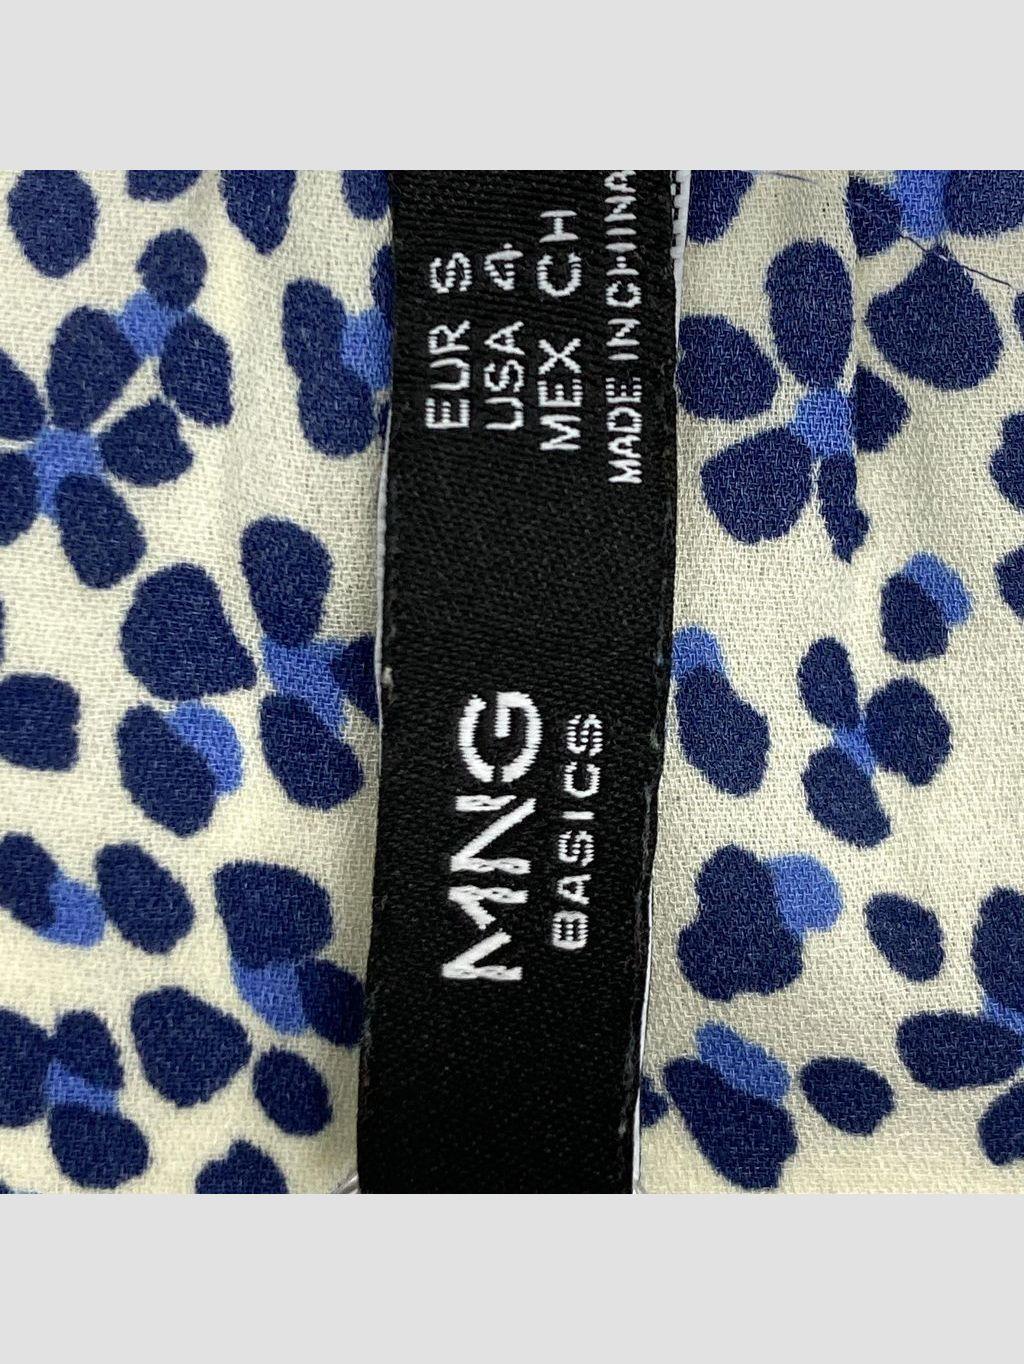 EUR S
USA 4
MEX CH
MADE IN CHINA
MNG
BASICS